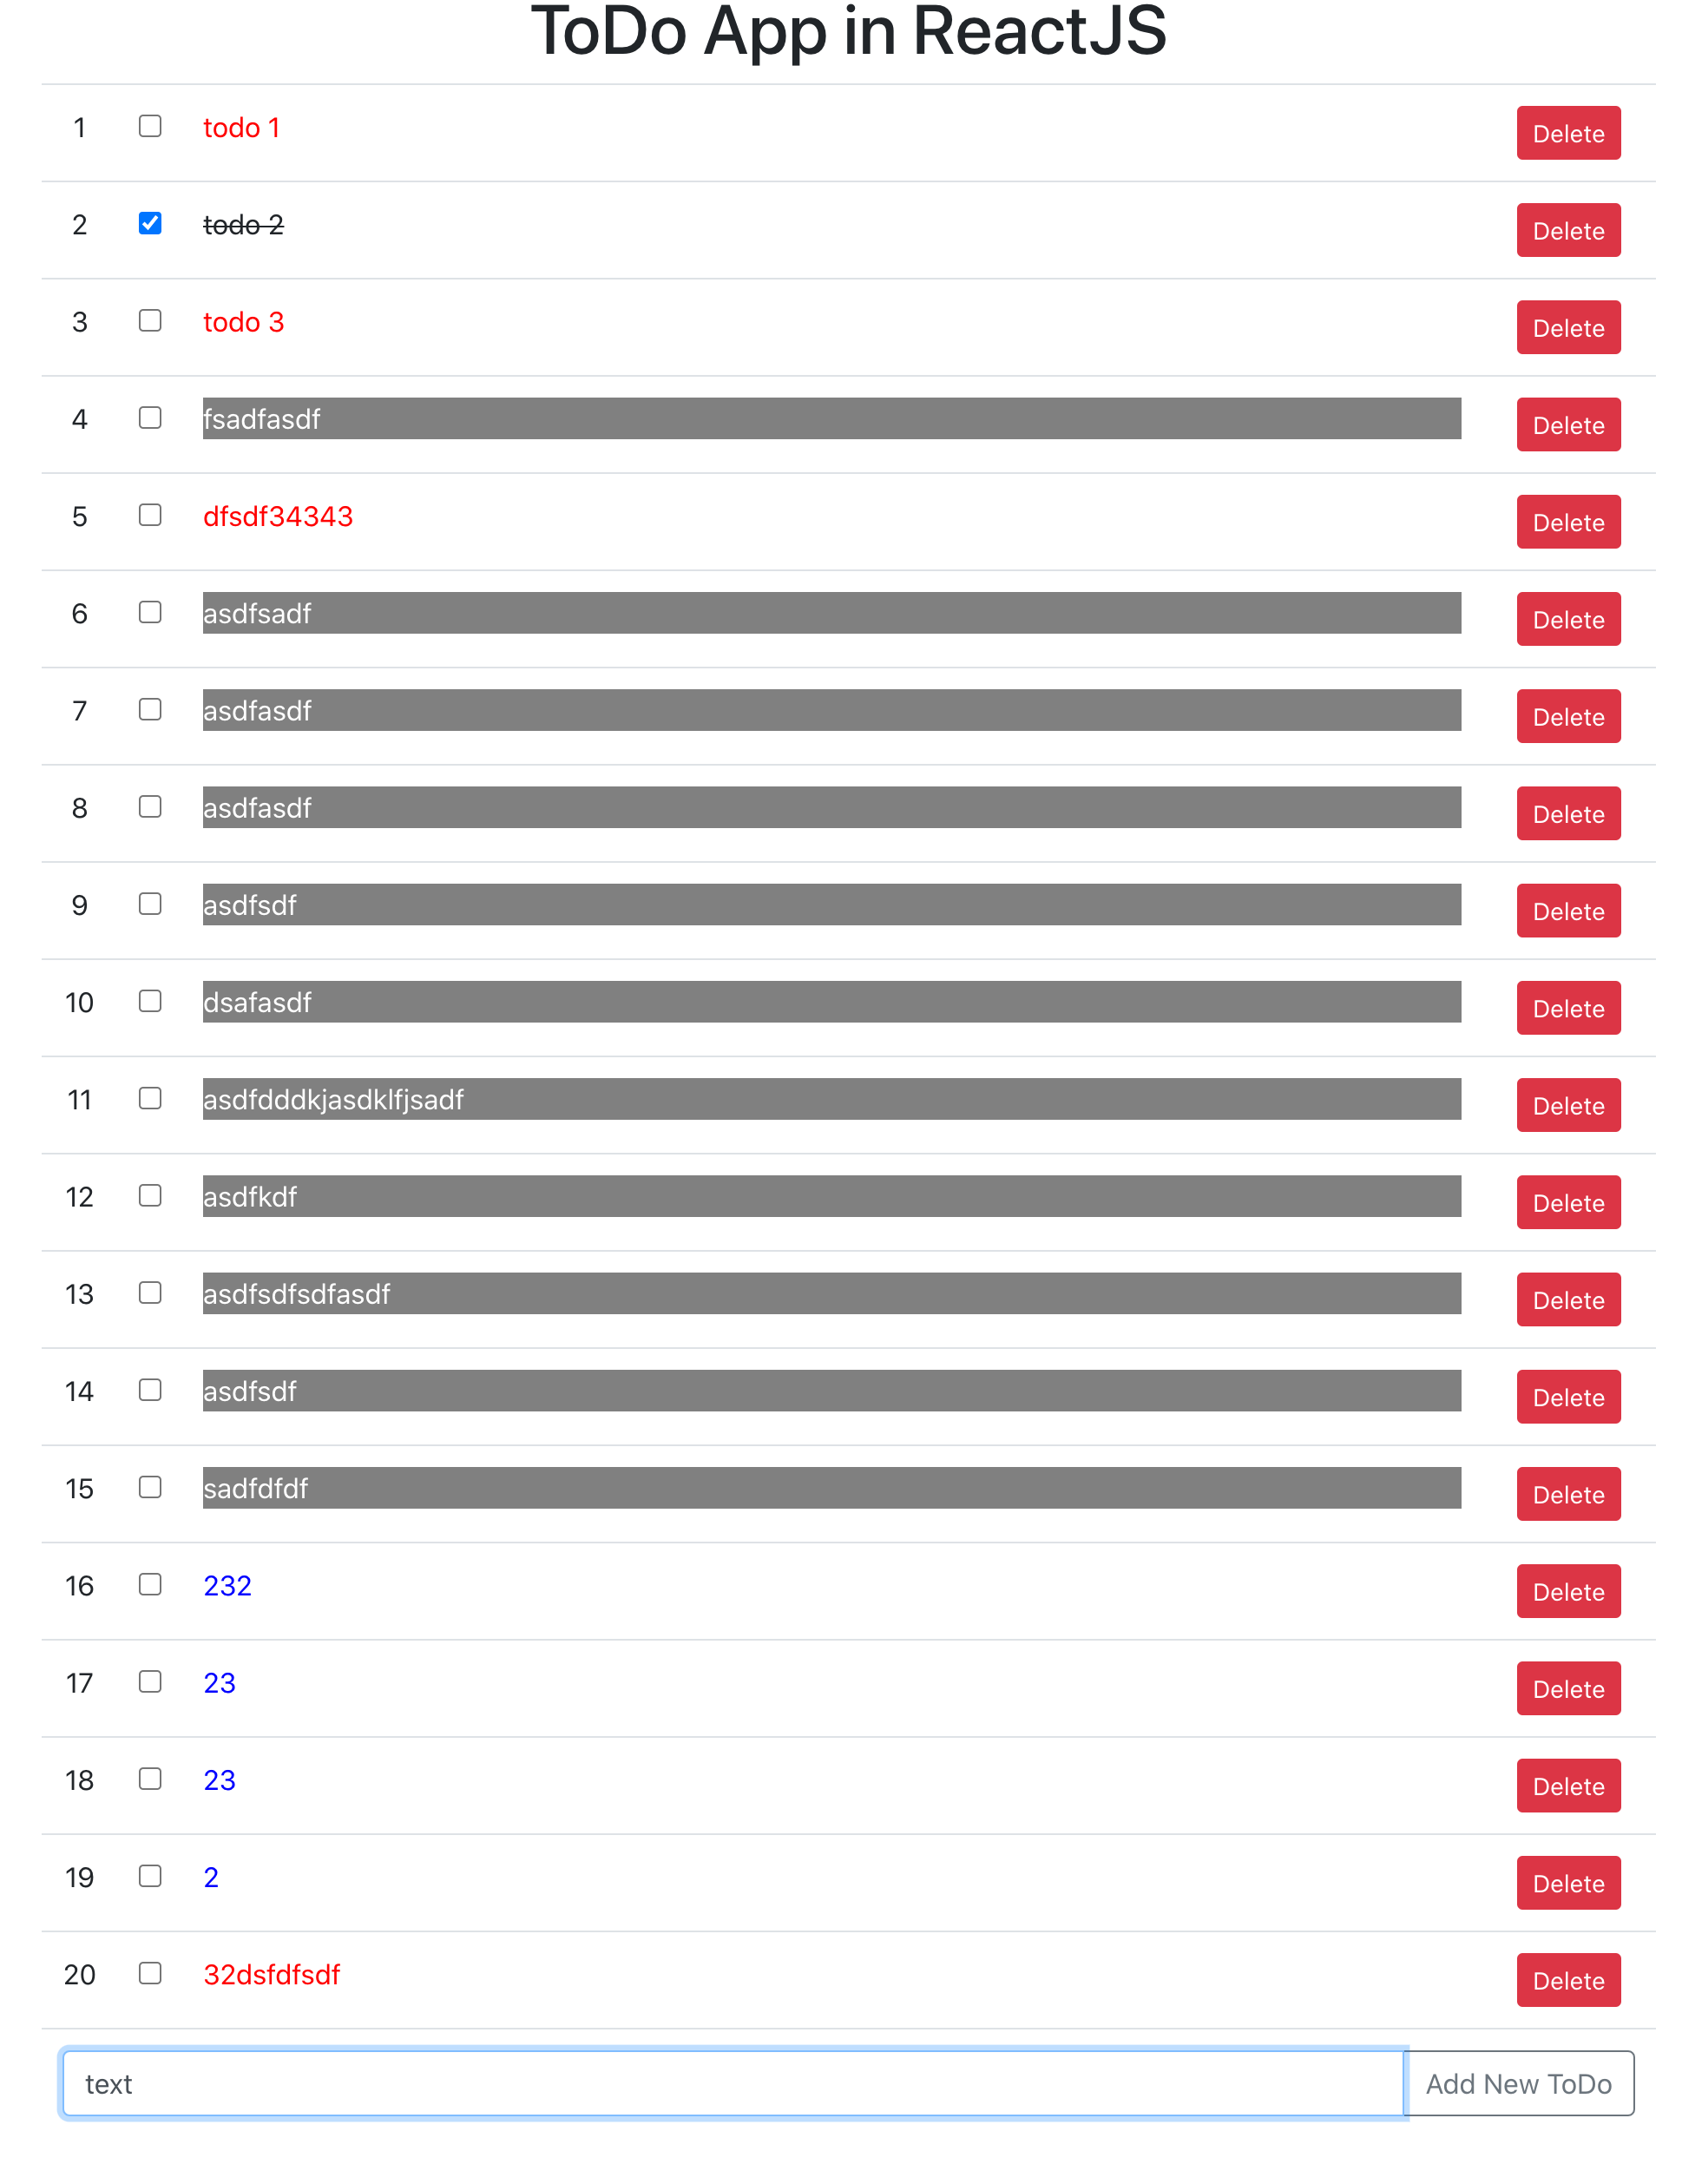 ToDo App in ReactJS
1 todo 1 Delete
2 todo 2 Delete
3 todo 3 Delete
4 fsadfasdf Delete
5 dfsdf34343 Delete
6 asdfsadf Delete
7 asdfasdf Delete
8 asdfasdf Delete
9 asdfsdf Delete
10 dsafasdf Delete
11 asdfdddkjasdklfjsadf Delete
12 asdfkdf Delete
13 asdfsdfsdfasdf Delete
14 asdfsdf Delete
15 sadfdfdf Delete
16 232 Delete
17 23 Delete
18 23 Delete
19 2 Delete
20 32dsfdfsdf Delete
text Add New ToDo